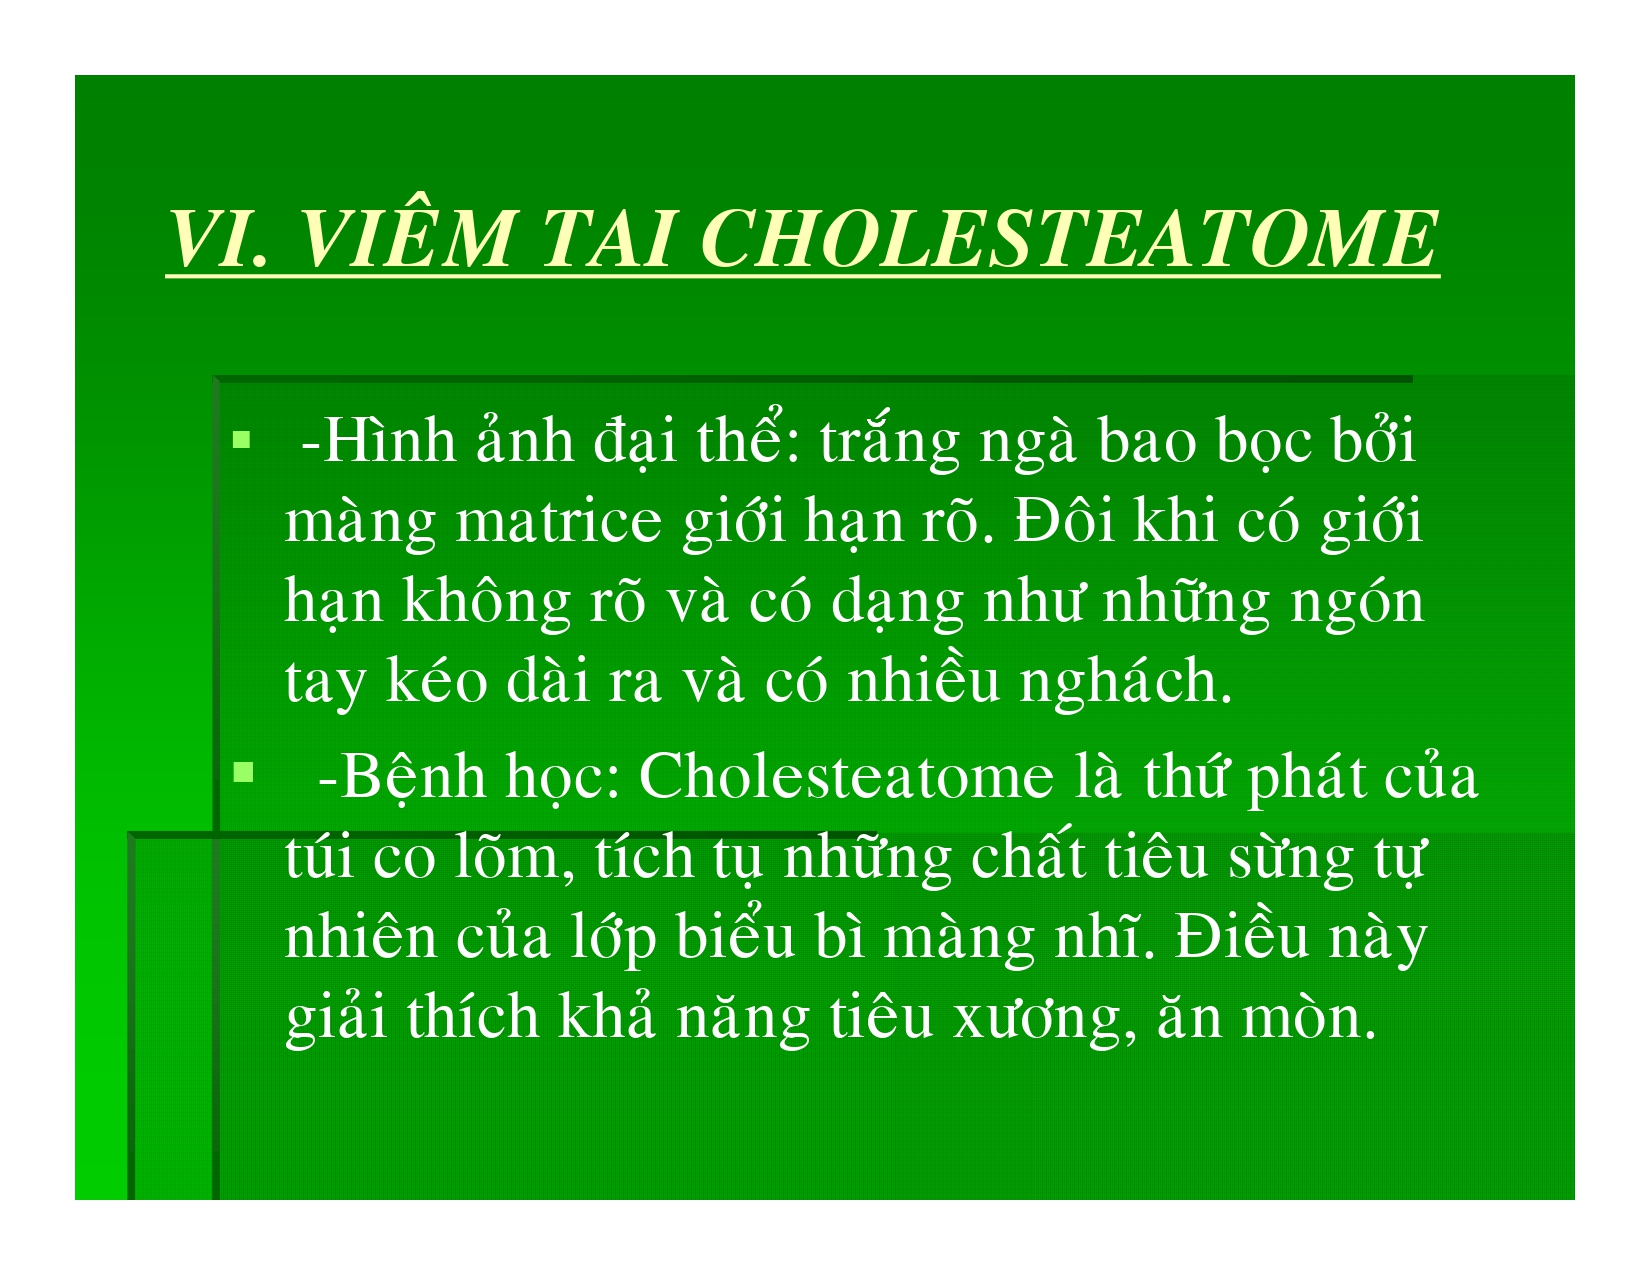 VI. VIÊM TAI CHOLESTEATOME
-Hình ảnh đại thể: trắng ngà bao bọc bởi
màng matrice giới hạn rõ. Đôi khi có giới
hạn không rõ và có dạng như những ngón
tay kéo dài ra và có nhiều nghách.
-Bệnh học: Cholesteatome là thứ phát của
túi co lõm, tích tụ những chất tiêu sừng tự
nhiên của lớp biểu bì màng nhĩ. Điều này
giải thích khả năng tiêu xương, ăn mòn.